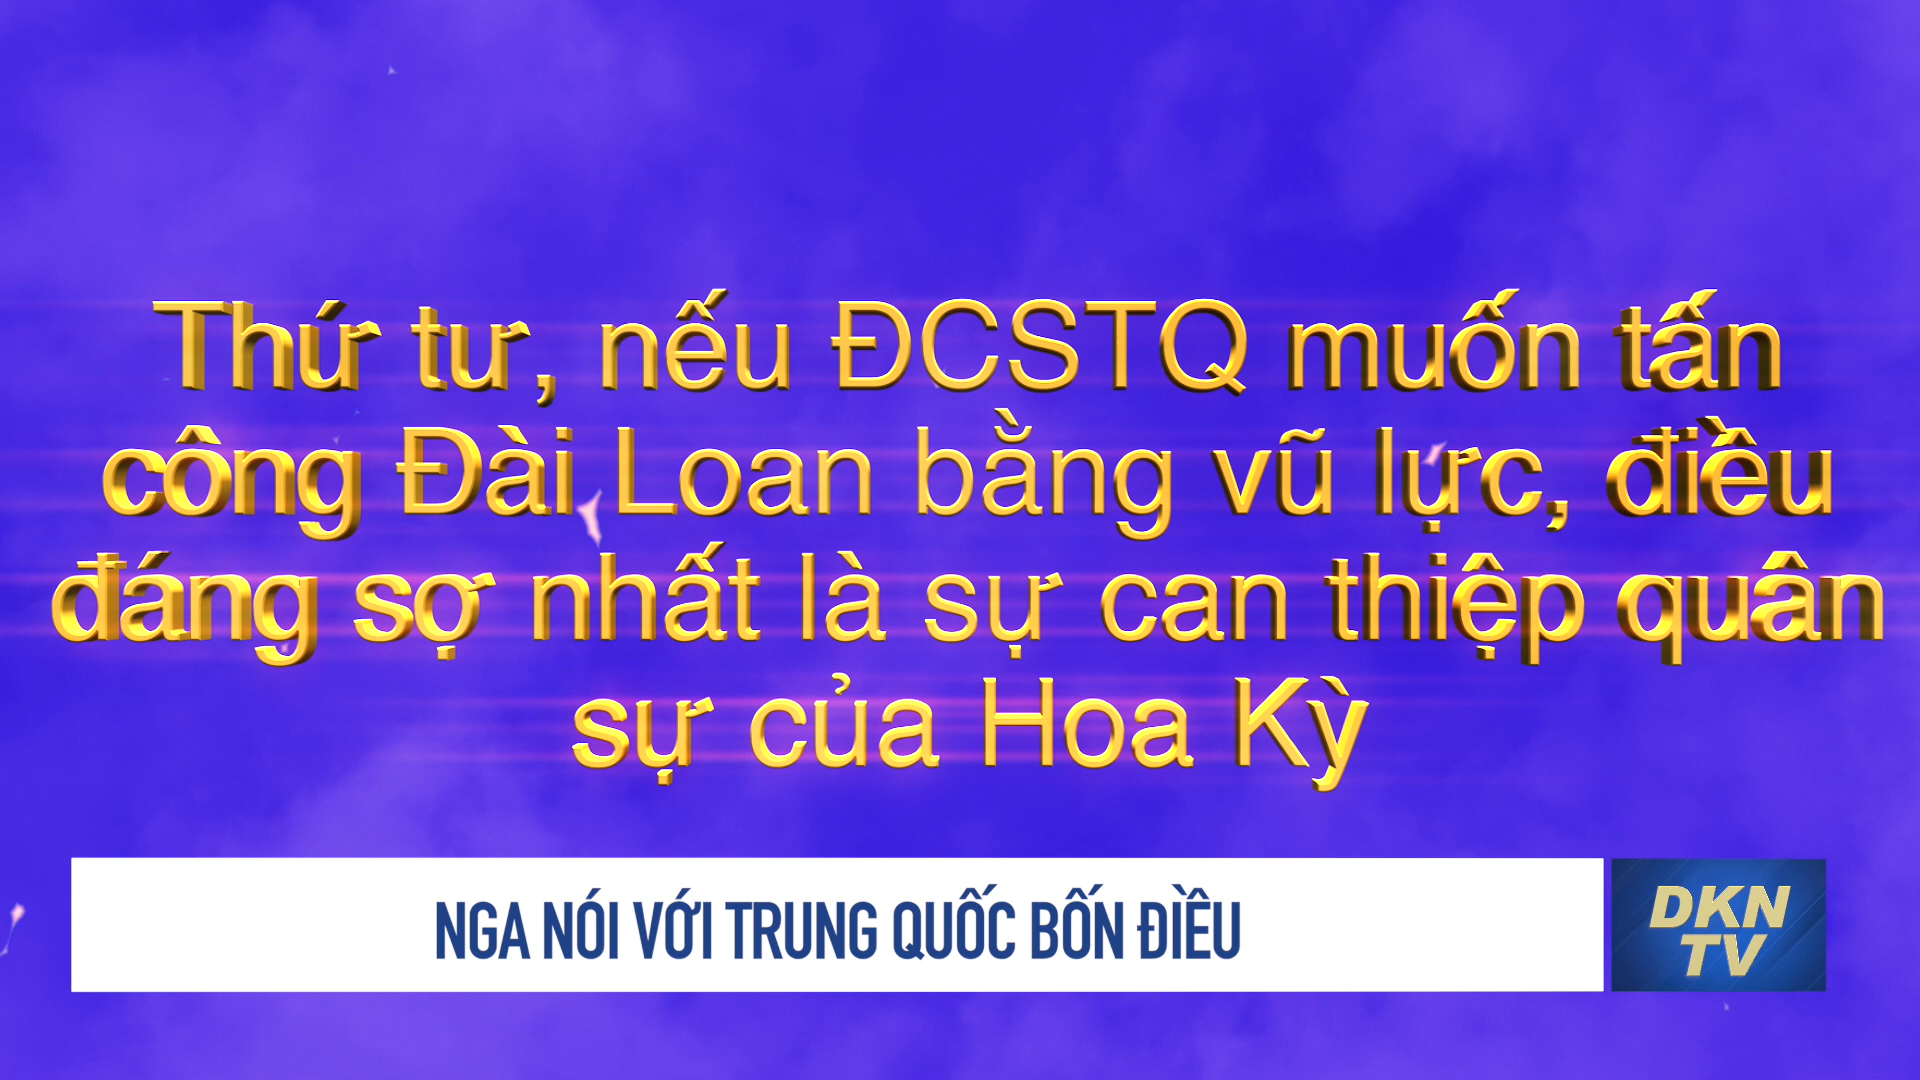 Thứ tư, nếu ĐCSTQ muốn tấn
công Đài Loan bằng vũ lực, điều
đáng sợ nhất là sự can thiệp quân
sự của Hoa Kỳ
NGA NÓI VỚI TRUNG QUỐC BỐN ĐIỀU
DKN
TV